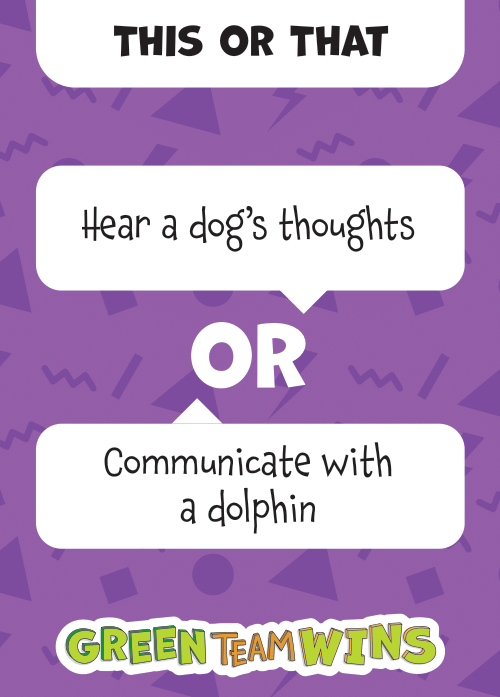 THIS OR THAT
Hear a dog's thoughts
OR
Communicate with
a dolphin
GREEN TEAM WINS